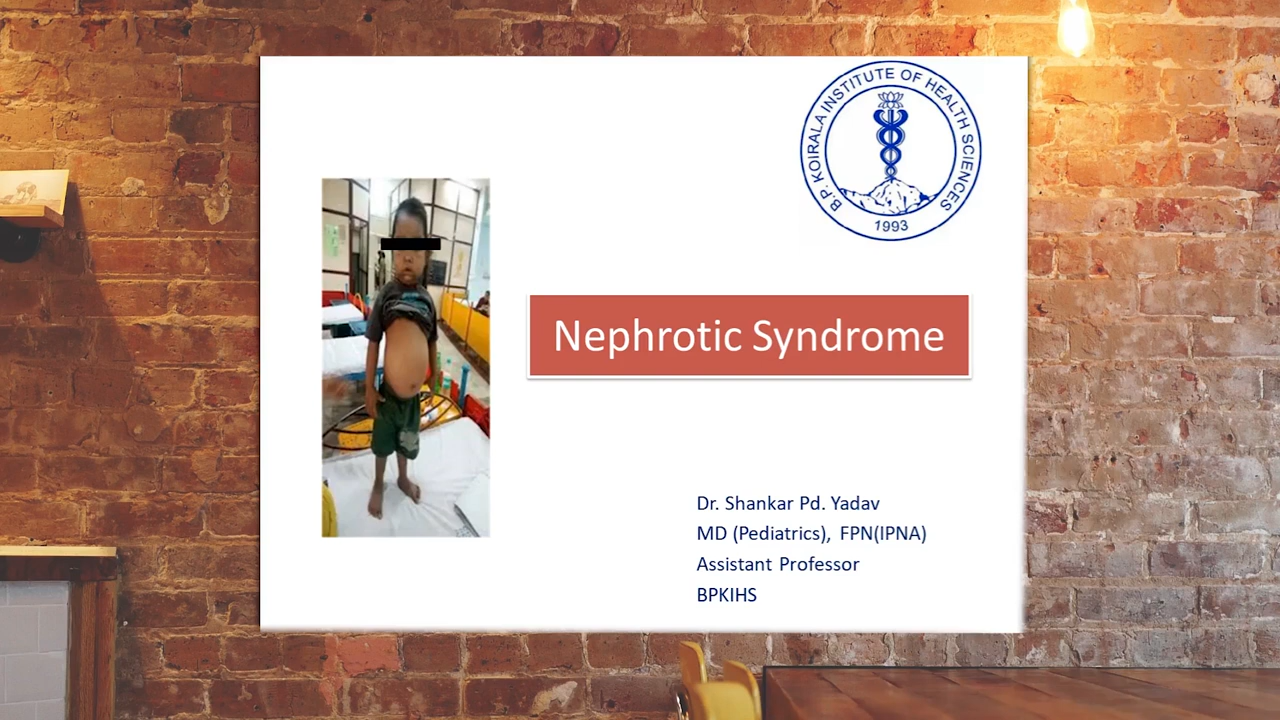 B.P. KOIRALA INSTITUTE OF HEALTH SCIENCES
1993
Nephrotic Syndrome
Dr. Shankar Pd. Yadav
MD (Pediatrics), FPN(IPNA)
Assistant Professor
BPKIHS